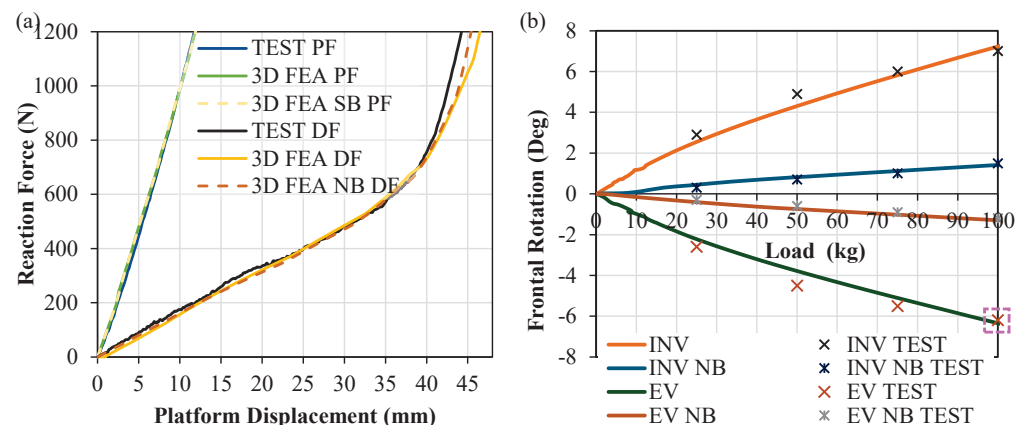 (a)
1200
1000
800
600
400
200
0
Reaction Force (N)
TEST PF
3D FEA PF
3D FEA SB PF
TEST DF
3D FEA DF
3D FEA NB DF
0 5 10 15 20 25 30 35 40 45
Platform Displacement (mm)
(b)
8
6
4
2
0
-2
-4
-6
-8
Frontal Rotation (Deg)
0 10 20 30 40 50 60 70 80 90 100
Load (kg)
INV INV TEST
INV NB INV NB TEST
EV EV TEST
EV NB EV NB TEST